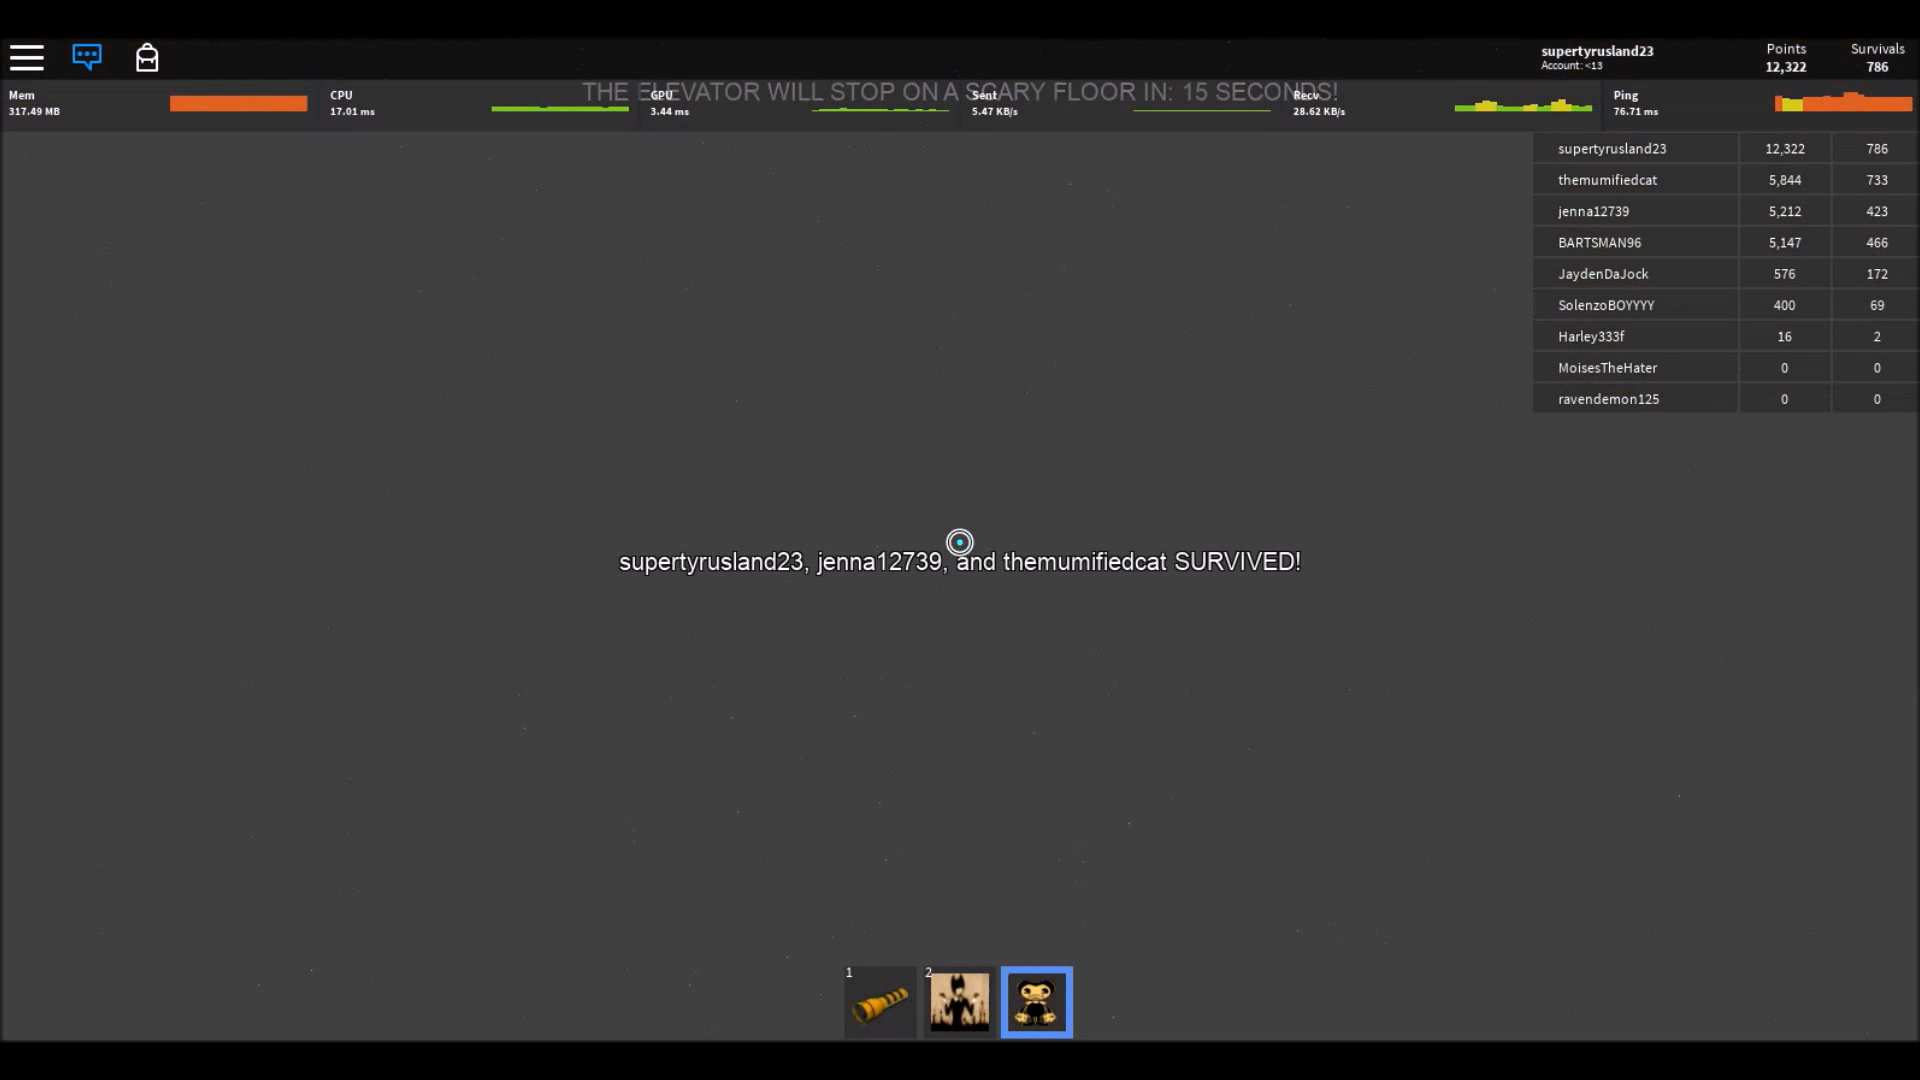 supertyrusland23
Account: <13
Points
12,322
Survivals
786
THE ELEVATOR WILL STOP ON A SCARY FLOOR IN: 15 SECONDS!
Mem
317.49 MB
CPU
17.01 ms
GPU
3.44 ms
Sent
5.47 KB/s
Recv
28.62 KB/s
Ping
76.71 ms
supertyrusland23 12,322 786
themumifiedcat 5,844 733
jenna12739 5,212 423
BARTSMAN96 5,147 466
JaydenDaJock 576 172
SolenzoBOYYYY 400 69
Harley333f 16 2
MoisesTheHater 0 0
ravendemon125 0 0
supertyrusland23, jenna12739, and themumifiedcat SURVIVED!
1
2